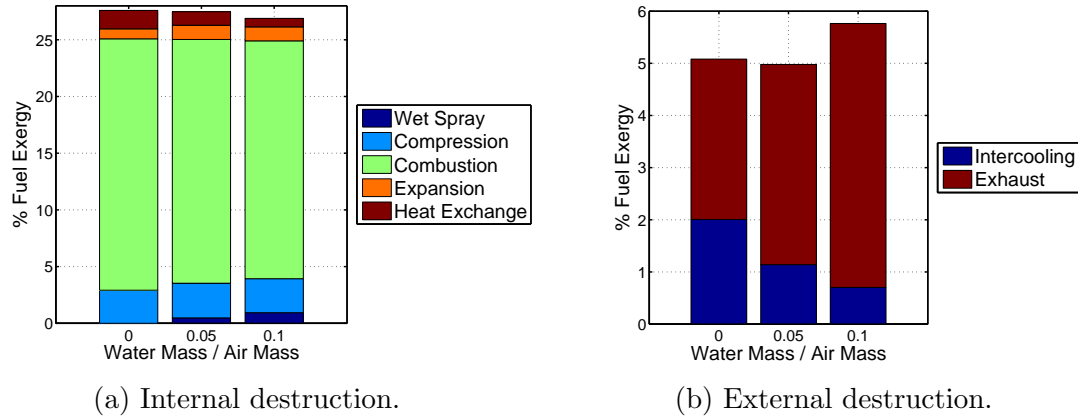 25
20
15
10
5
0
% Fuel Exergy
0
0.05
0.1
Water Mass / Air Mass
Wet Spray
Compression
Combustion
Expansion
Heat Exchange
(a) Internal destruction.
6
5
4
3
2
1
0
% Fuel Exergy
0
0.05
0.1
Water Mass / Air Mass
Intercooling
Exhaust
(b) External destruction.